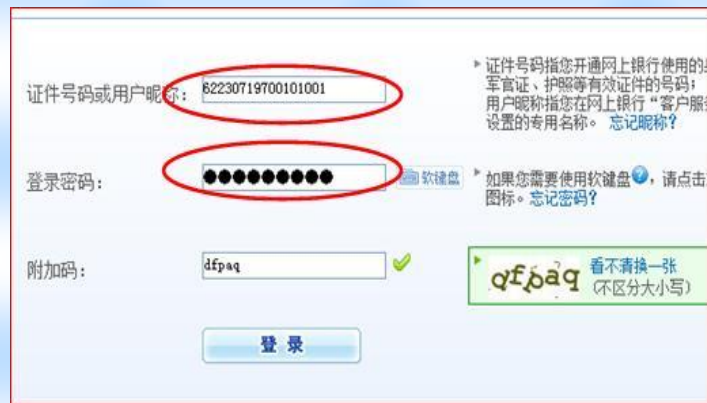 证件号码或用户昵称：
62230719700101001
证件号码指您开通网上银行使用的
军官证、护照等有效证件的号码；
用户昵称指您在网上银行“客户服
设置的专用名称。 忘记昵称？
登录密码：
●●●●●●●●●
软键盘
如果您需要使用软键盘?，请点击
图标。忘记密码？
附加码：
dfpaq
dfpaq
看不清换一张
(不区分大小写)
登 录